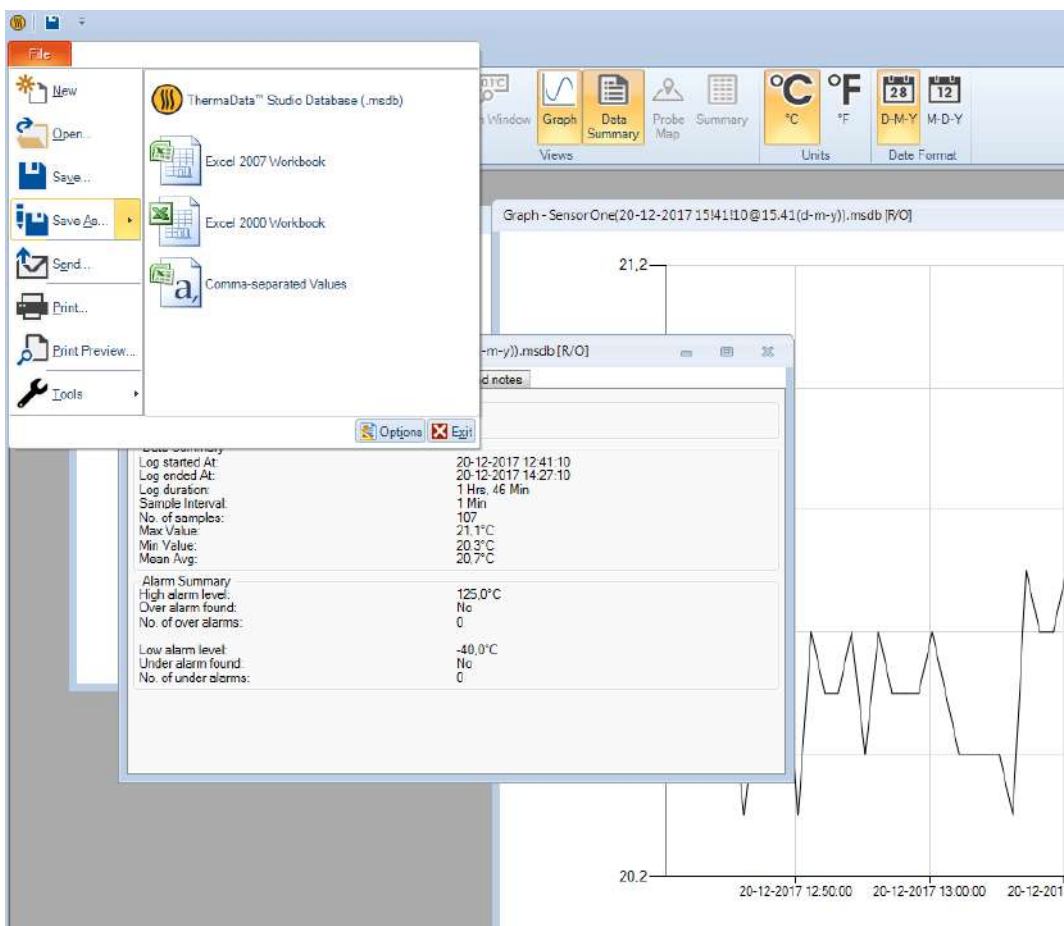 File
New
Open...
Save...
Save As...
Send...
Print...
Print Preview...
Tools
ThermaData™ Studio Database (.msdb)
Excel 2007 Workbook
Excel 2000 Workbook
a,
Comma-separated Values
Options
Exit
Window
Graph
Data
Summary
Probe
Map
Summary
Views
°C
°C
°F
°F
Units
28
D-M-Y
12
M-D-Y
Date Format
Graph - SensorOne(20-12-2017 15!41!10@15.41(d-m-y)).msdb [R/O]
21,2
-m-y)).msdb [R/O]
d notes
Data Summary
Log started At: 20-12-2017 12:41:10
Log ended At: 20-12-2017 14:27:10
Log duration: 1 Hrs, 46 Min
Sample Interval: 1 Min
No. of samples: 107
Max Value: 21,1°C
Min Value: 20,3°C
Mean Avg: 20,7°C
Alarm Summary
High alarm level: 125,0°C
Over alarm found: No
No. of over alarms: 0
Low alarm level: -40,0°C
Under alarm found: No
No. of under alarms: 0
20,2
20-12-2017 12:50:00 20-12-2017 13:00:00 20-12-201